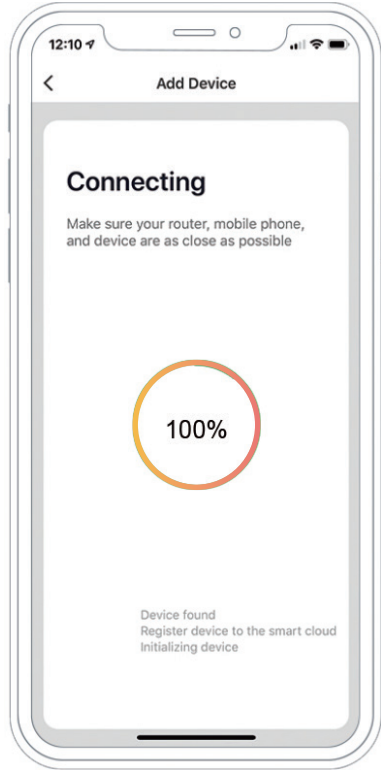 12:10
Add Device
Connecting
Make sure your router, mobile phone,
and device are as close as possible
100%
Device found
Register device to the smart cloud
Initializing device